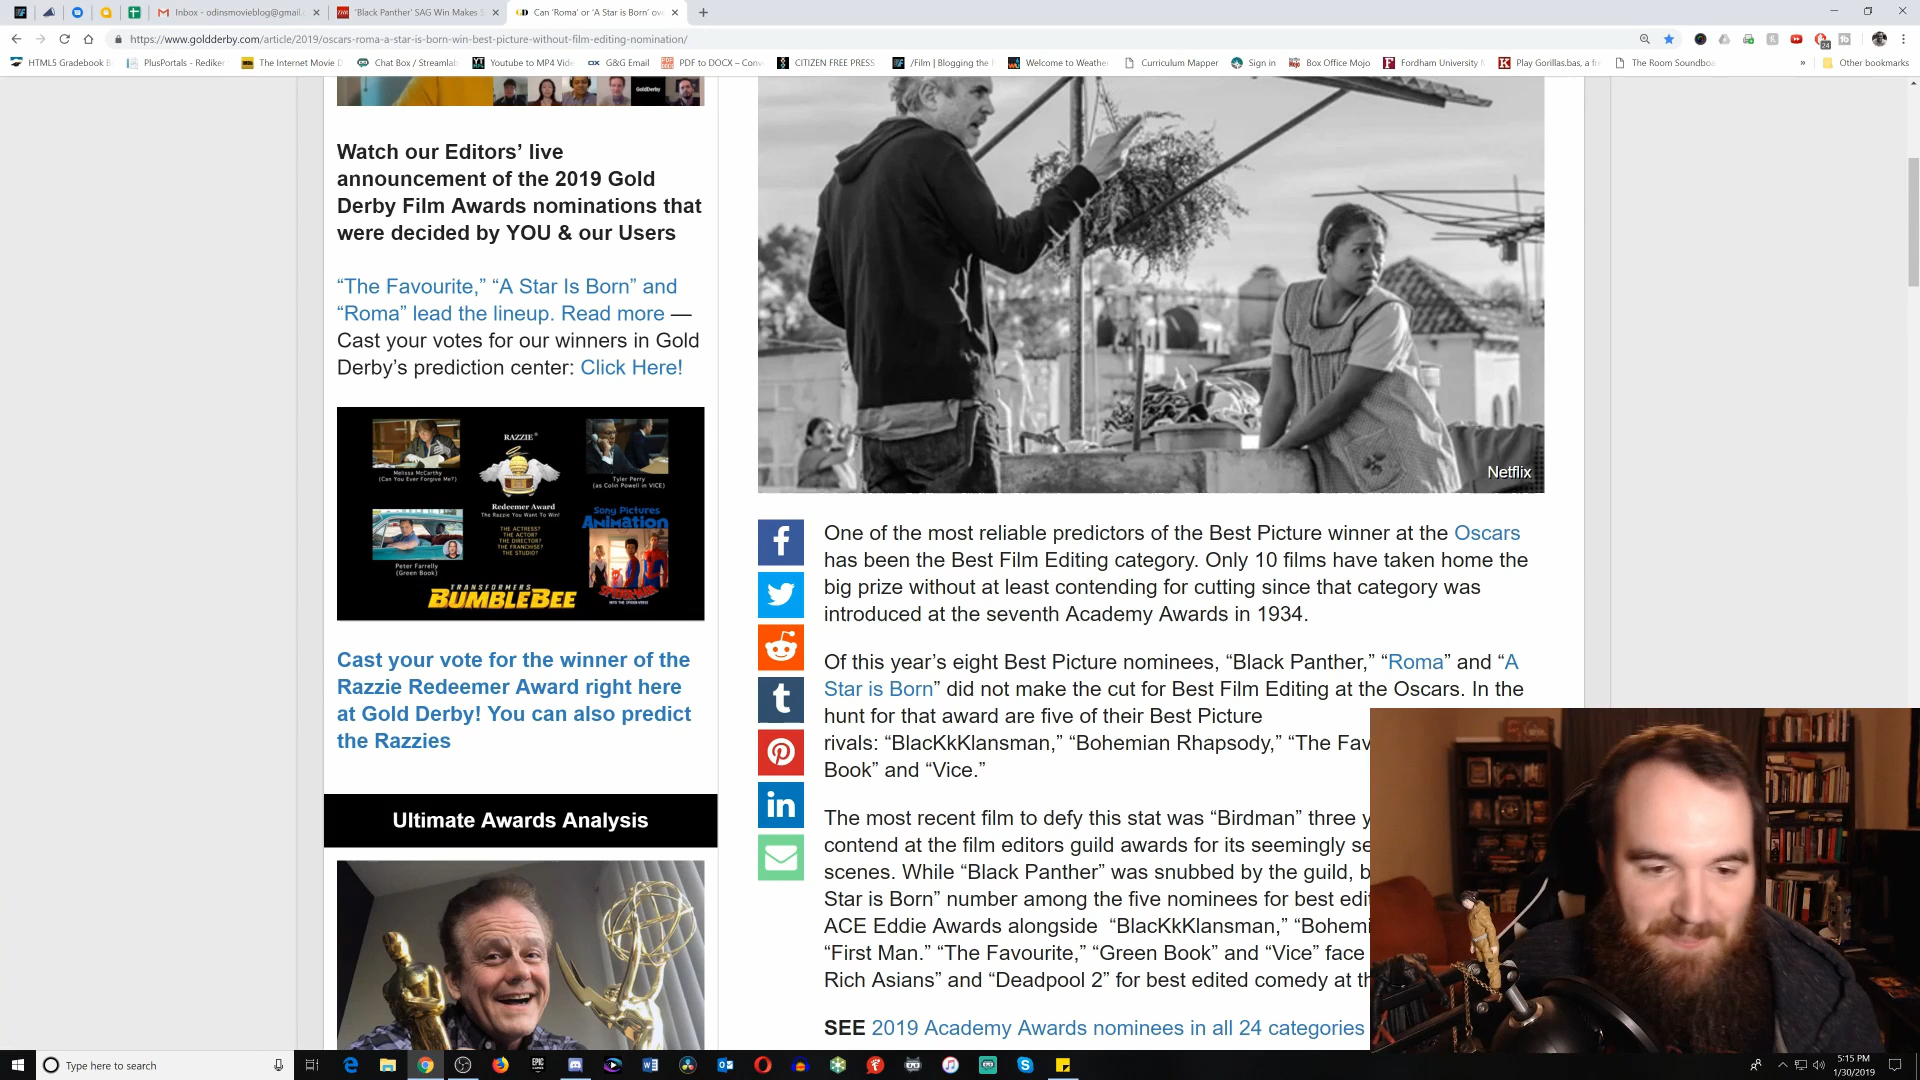 Inbox - odinsmovieblog@gmail.
'Black Panther' SAG Win Makes S
Can 'Roma' or 'A Star is Born' ov
https://www.goldderby.com/article/2019/oscars-roma-a-star-is-born-win-best-picture-without-film-editing-nomination/
HTML5 Gradebook
PlusPortals - Rediker
The Internet Movie D
Chat Box / Streamlab
Youtube to MP4 Vide
G&G Email
PDF to DOCX – Conv
CITIZEN FREE PRESS
/Film | Blogging the
Welcome to Weathe
Curriculum Mapper
Sign in
Box Office Mojo
Fordham University
Play Gorillas.bas, a fr
The Room Soundboa
Other bookmarks
GoldDerby
Watch our Editors' live
announcement of the 2019 Gold
Derby Film Awards nominations that
were decided by YOU & our Users
“The Favourite,” “A Star Is Born” and
“Roma” lead the lineup. Read more —
Cast your votes for our winners in Gold
Derby's prediction center: Click Here!
RAZZIE
Melissa McCarthy
(Can You Ever Forgive Me?)
Tyler Perry
(as Colin Powell in VICE)
Redeemer Award
The Razzie You Want To Win!
THE ACTRESS?
THE ACTOR?
THE DIRECTOR?
THE FRANCHISE?
THE STUDIO?
Sony Pictures
Animation
Peter Farrelly
(Green Book)
TRANSFORMERS
BUMBLEBEE
SPIDER-MAN
Cast your vote for the winner of the
Razzie Redeemer Award right here
at Gold Derby! You can also predict
the Razzies
Ultimate Awards Analysis
Netflix
One of the most reliable predictors of the Best Picture winner at the Oscars
has been the Best Film Editing category. Only 10 films have taken home the
big prize without at least contending for cutting since that category was
introduced at the seventh Academy Awards in 1934.
Of this year's eight Best Picture nominees, “Black Panther,” “Roma” and “A
Star is Born” did not make the cut for Best Film Editing at the Oscars. In the
hunt for that award are five of their Best Picture
rivals: “BlacKkKlansman,” “Bohemian Rhapsody,” “The Fav
Book” and “Vice.”
The most recent film to defy this stat was “Birdman” three y
contend at the film editors guild awards for its seemingly se
scenes. While “Black Panther” was snubbed by the guild, b
Star is Born” number among the five nominees for best edi
ACE Eddie Awards alongside “BlacKkKlansman,” “Bohemi
“First Man.” “The Favourite,” “Green Book” and “Vice” face
Rich Asians” and “Deadpool 2” for best edited comedy at th
SEE 2019 Academy Awards nominees in all 24 categories
Type here to search
5:15 PM
1/30/2019